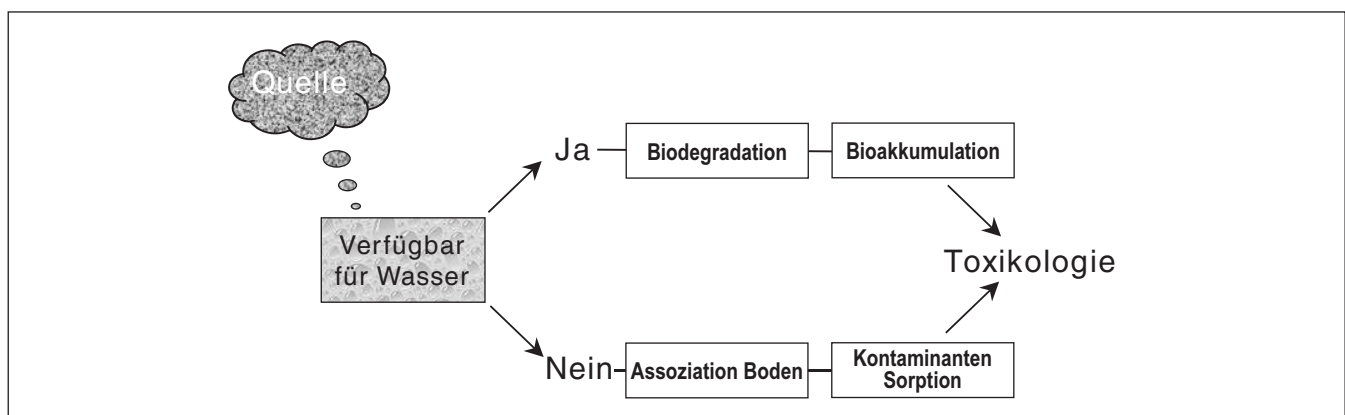 Quelle
Ja
Biodegradation
Bioakkumulation
Verfügbar
für Wasser
Toxikologie
Nein
Assoziation Boden
Kontaminanten
Sorption